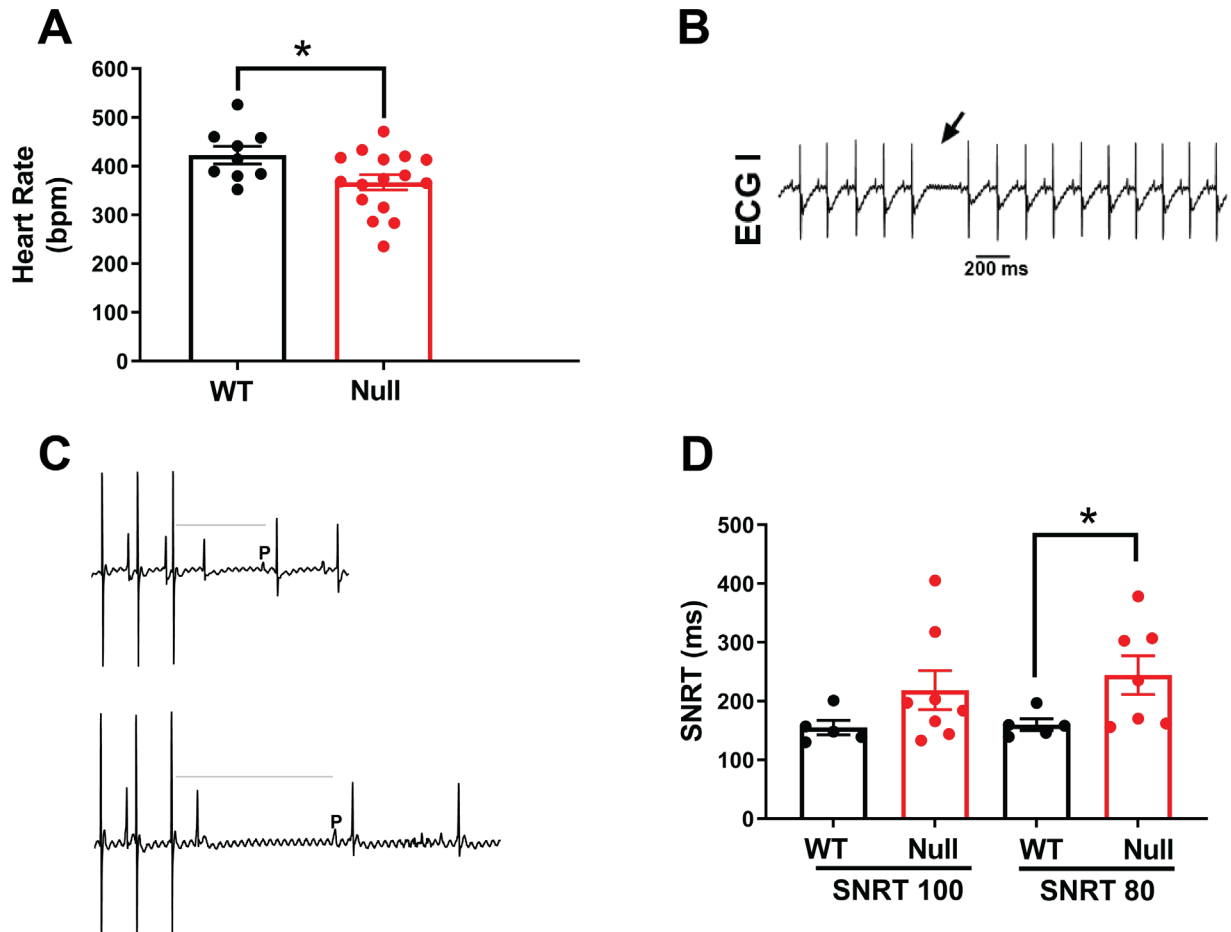 A
*
600
500
400
300
200
100
0
Heart Rate
(bpm)
WT Null
B
ECG I
200 ms
C
P
P
D
*
500
400
300
200
100
0
SNRT (ms)
WT Null WT Null
SNRT 100 SNRT 80